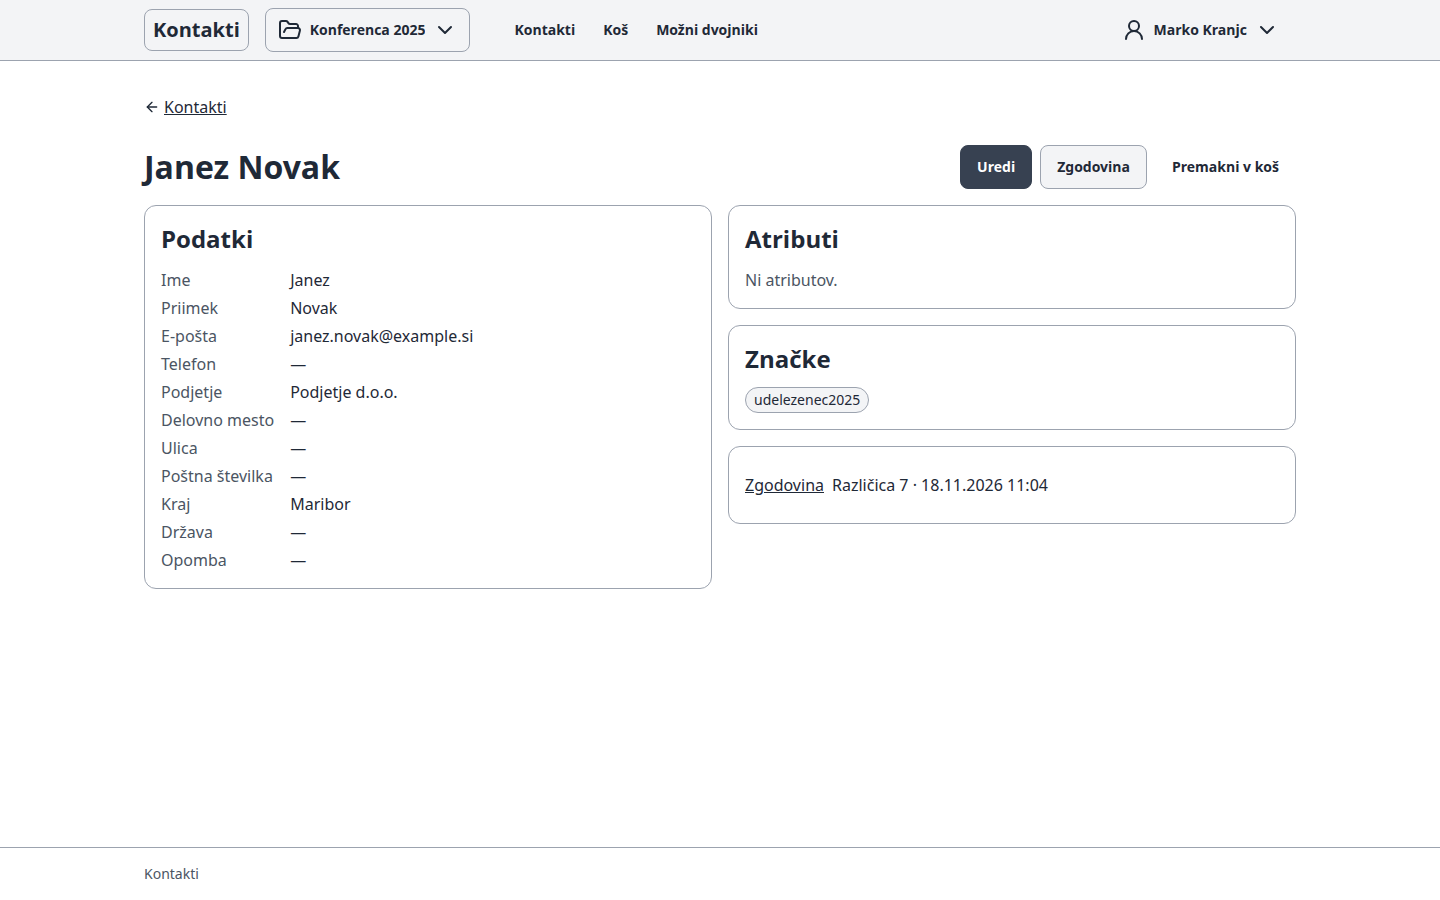 Kontakti Konferenca 2025 Kontakti Koš Možni dvojniki Marko Kranjc
Kontakti
Janez Novak
Uredi Zgodovina Premakni v koš
Podatki
Ime Janez
Priimek Novak
E-pošta janez.novak@example.si
Telefon —
Podjetje Podjetje d.o.o.
Delovno mesto —
Ulica —
Poštna številka —
Kraj Maribor
Država —
Opomba —
Atributi
Ni atributov.
Značke
udelezenec2025
Zgodovina Različica 7 · 18.11.2026 11:04
Kontakti